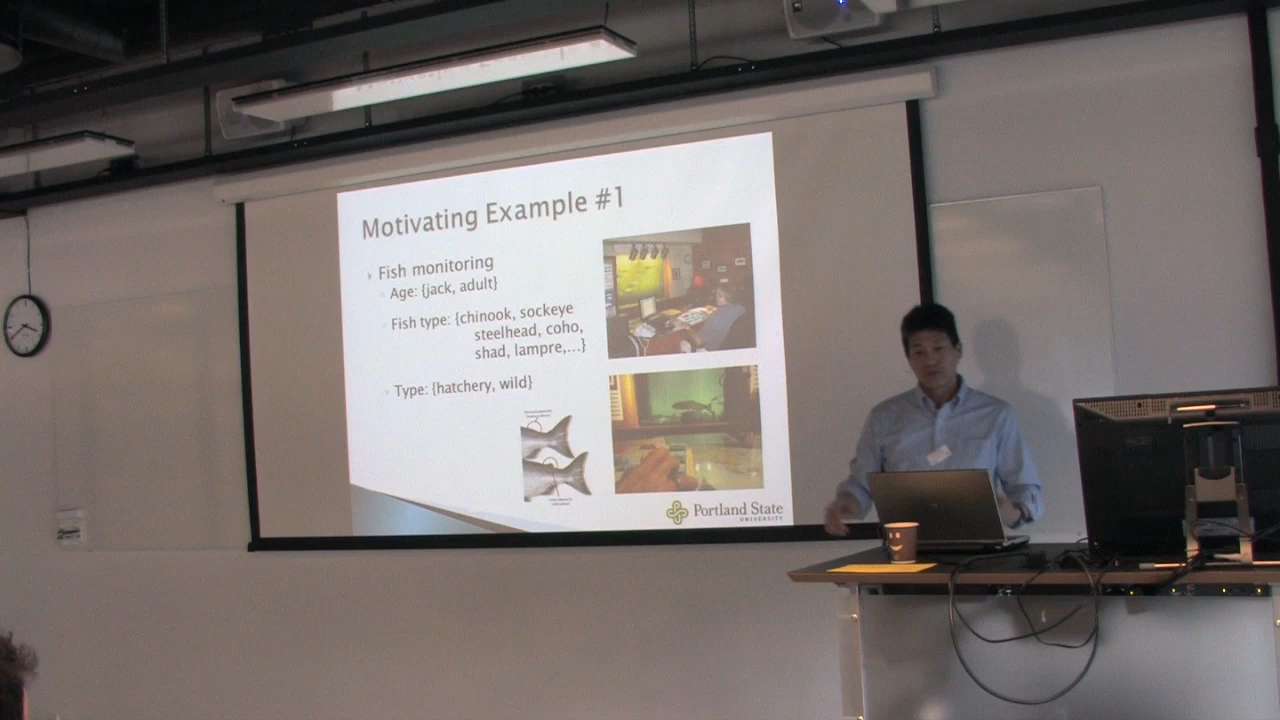 Motivating Example #1
Fish monitoring
Age: {jack, adult}
Fish type: {chinook, sockeye
steelhead, coho,
shad, lampre,...}
Type: {hatchery, wild}
Portland State
UNIVERSITY